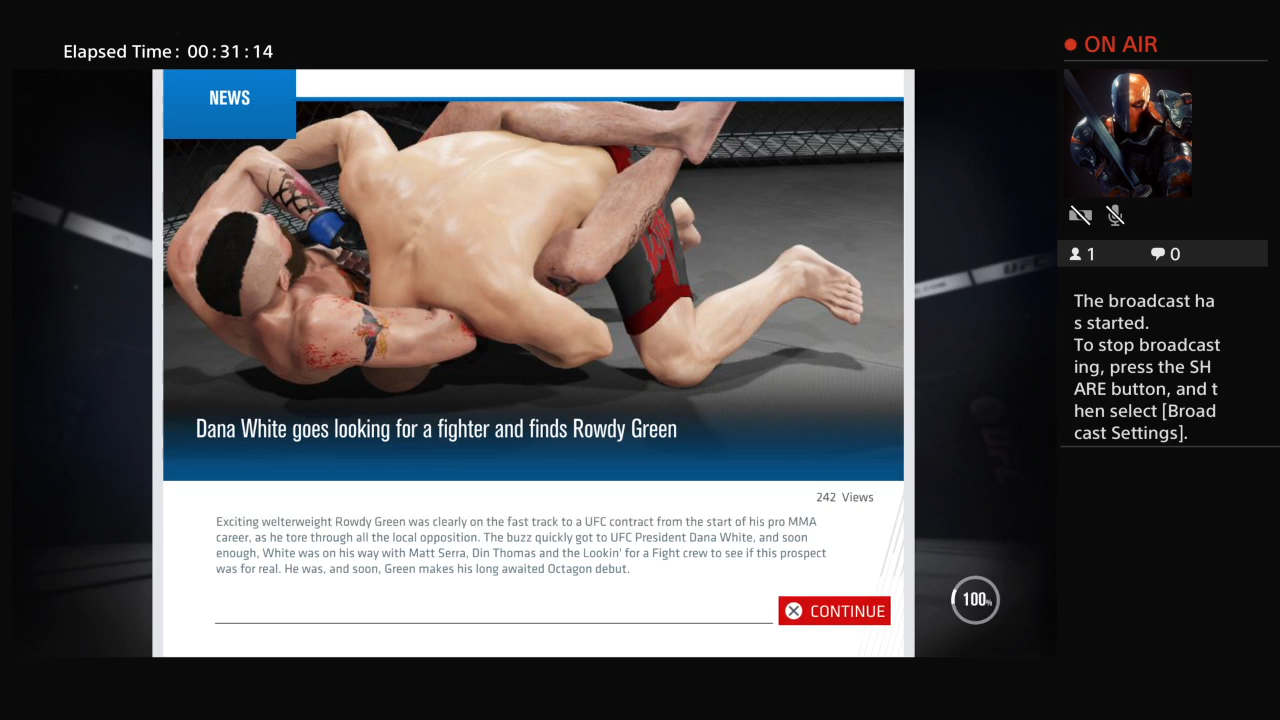 Elapsed Time: 00:31:14
ON AIR
NEWS
1
0
UFC
The broadcast ha
s started.
To stop broadcast
ing, press the SH
ARE button, and t
hen select [Broad
cast Settings].
Dana White goes looking for a fighter and finds Rowdy Green
242 Views
Exciting welterweight Rowdy Green was clearly on the fast track to a UFC contract from the start of his pro MMA
career, as he tore through all the local opposition. The buzz quickly got to UFC President Dana White, and soon
enough, White was on his way with Matt Serra, Din Thomas and the Lookin' for a Fight crew to see if this prospect
was for real. He was, and soon, Green makes his long awaited Octagon debut.
100%
CONTINUE